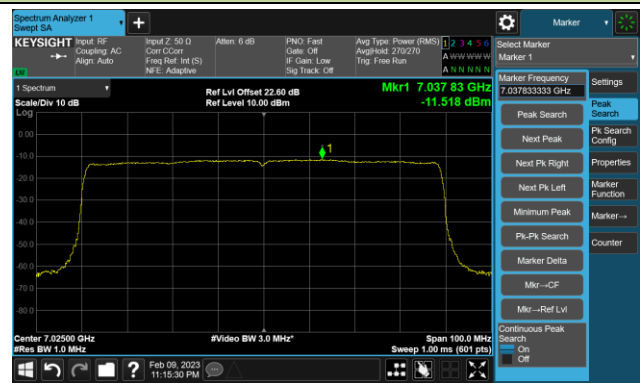 Spectrum Analyzer 1
Swept SA
+
Marker
KEYSIGHT
Input: RF
Coupling: AC
Align: Auto
Input Z: 50 Ω
Corr CCorr
Freq Ref: Int (S)
NFE: Adaptive
Atten: 6 dB
PNO: Fast
Gate: Off
IF Gain: Low
Sig Track: Off
Avg Type: Power (RMS)
Avg|Hold: 270/270
Trig: Free Run
1 2 3 4 5 6
A W W W W W
A N N N N N
LW
Select Marker
Marker 1
1 Spectrum
Scale/Div 10 dB
Log
Ref Lvl Offset 22.60 dB
Ref Level 10.00 dBm
Mkr1 7.037 83 GHz
-11.518 dBm
1
0.00
-10.0
-20.0
-30.0
-40.0
-50.0
-60.0
-70.0
-80.0
Center 7.02500 GHz
#Res BW 1.0 MHz
#Video BW 3.0 MHz*
Span 100.0 MHz
Sweep 1.00 ms (601 pts)
Marker Frequency
7.037833333 GHz
Peak Search
Next Peak
Next Pk Right
Next Pk Left
Minimum Peak
Pk-Pk Search
Marker Delta
Mkr→CF
Mkr→Ref Lvl
Continuous Peak
Search
On
Off
Settings
Peak
Search
Pk Search
Config
Properties
Marker
Function
Marker→
Counter
?
Feb 09, 2023
11:15:30 PM